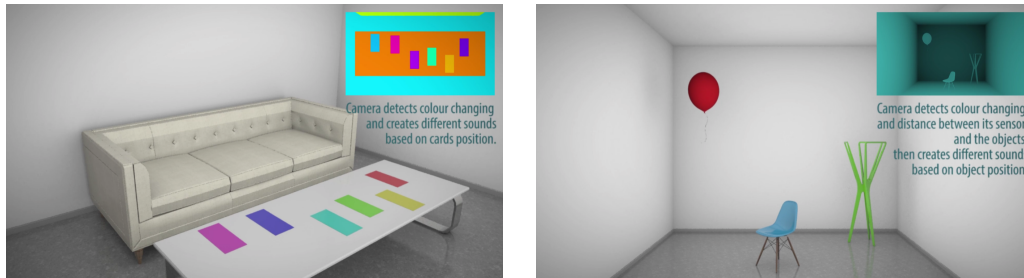 Camera detects colour changing
and creates different sounds
based on cards position.
Camera detects colour changing
and distance between its sensor
and the objects
then creates different sound
based on object position